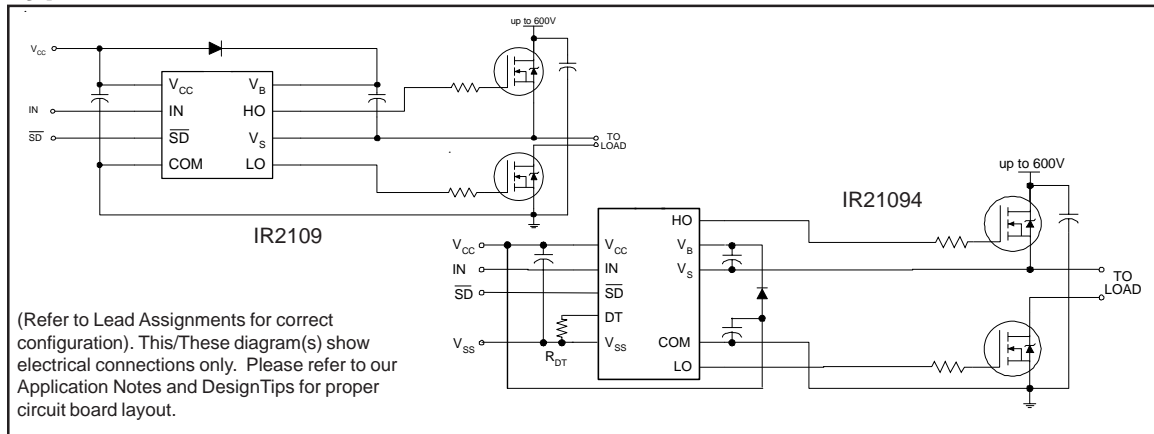 up to 600V
VCC
VCC
VB
IN
IN
HO
SD
SD
VS
TO
LOAD
COM
LO
IR2109
up to 600V
IR21094
HO
VCC
VCC
VB
IN
IN
VS
SD
SD
TO
LOAD
DT
VSS
VSS
COM
RDT
LO
(Refer to Lead Assignments for correct
configuration). This/These diagram(s) show
electrical connections only. Please refer to our
Application Notes and DesignTips for proper
circuit board layout.